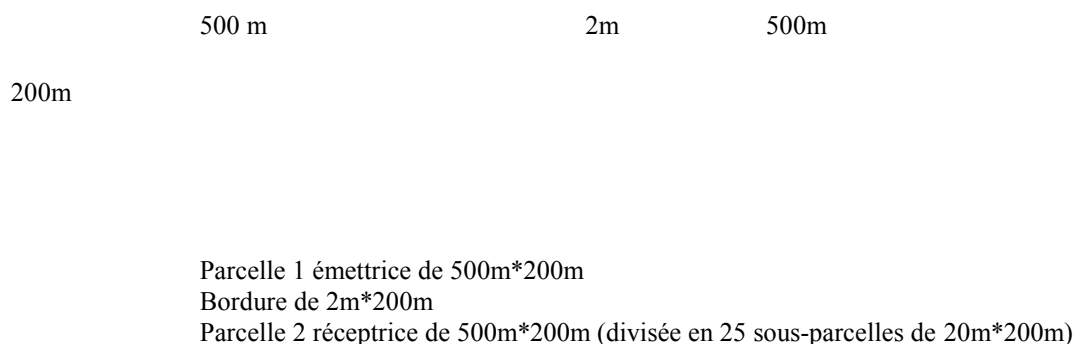 500 m 2m 500m
200m
Parcelle 1 émettrice de 500m*200m
Bordure de 2m*200m
Parcelle 2 réceptrice de 500m*200m (divisée en 25 sous-parcelles de 20m*200m)